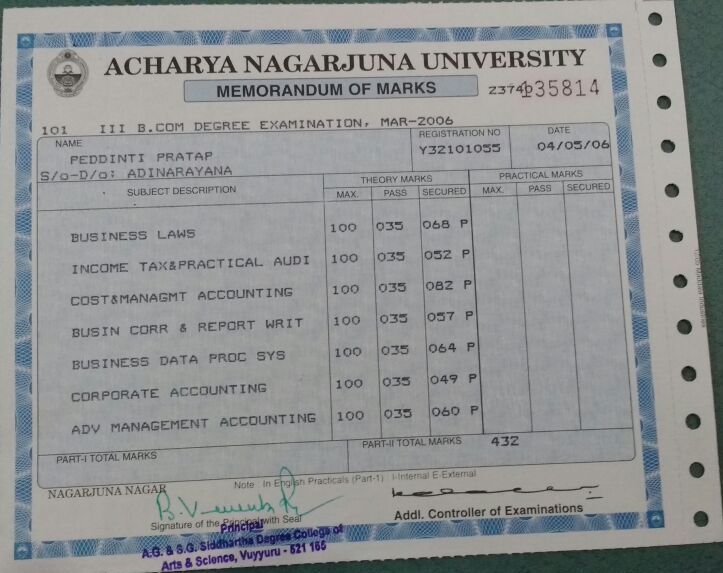 ACHARYA NAGARJUNA UNIVERSITY
MEMORANDUM OF MARKS
135814
101 III B.COM DEGREE EXAMINATION, MAR-2006
NAME REGISTRATION NO DATE
PEDDINTI PRATAP Y32101055 04/05/06
S/o-D/o: ADINARAYANA
SUBJECT DESCRIPTION THEORY MARKS PRACTICAL MARKS
MAX. PASS SECURED MAX. PASS SECURED
BUSINESS LAWS 100 035 068 P
INCOME TAX&PRACTICAL AUDI 100 035 052 P
COST&MANAGMT ACCOUNTING 100 035 082 P
BUSIN CORR & REPORT WRIT 100 035 057 P
BUSINESS DATA PROC SYS 100 035 064 P
CORPORATE ACCOUNTING 100 035 049 P
ADV MANAGEMENT ACCOUNTING 100 035 060 P
PART-I TOTAL MARKS PART-II TOTAL MARKS 432
NAGARJUNA NAGAR Note : In English Practicals (Part-1) I-Internal E-External
Signature of the Principal with Seal Addl. Controller of Examinations
Principal
A.G. & S.G. Siddhartha Degree College of
Arts & Science, Vuyyuru - 521 165